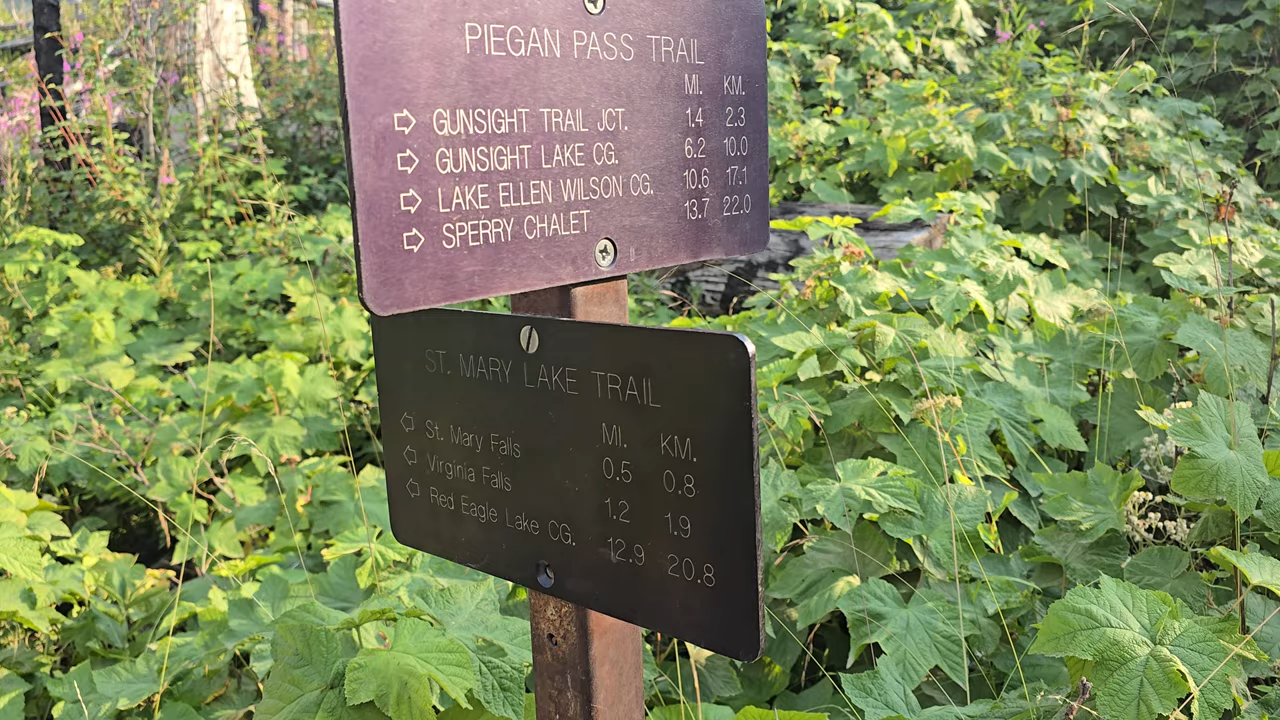 PIEGAN PASS TRAIL
MI. KM.
GUNSIGHT TRAIL JCT. 1.4 2.3
GUNSIGHT LAKE CG. 6.2 10.0
LAKE ELLEN WILSON CG. 10.6 17.1
SPERRY CHALET 13.7 22.0
ST. MARY LAKE TRAIL
MI. KM.
St. Mary Falls 0.5 0.8
Virginia Falls 1.2 1.9
Red Eagle Lake CG. 12.9 20.8